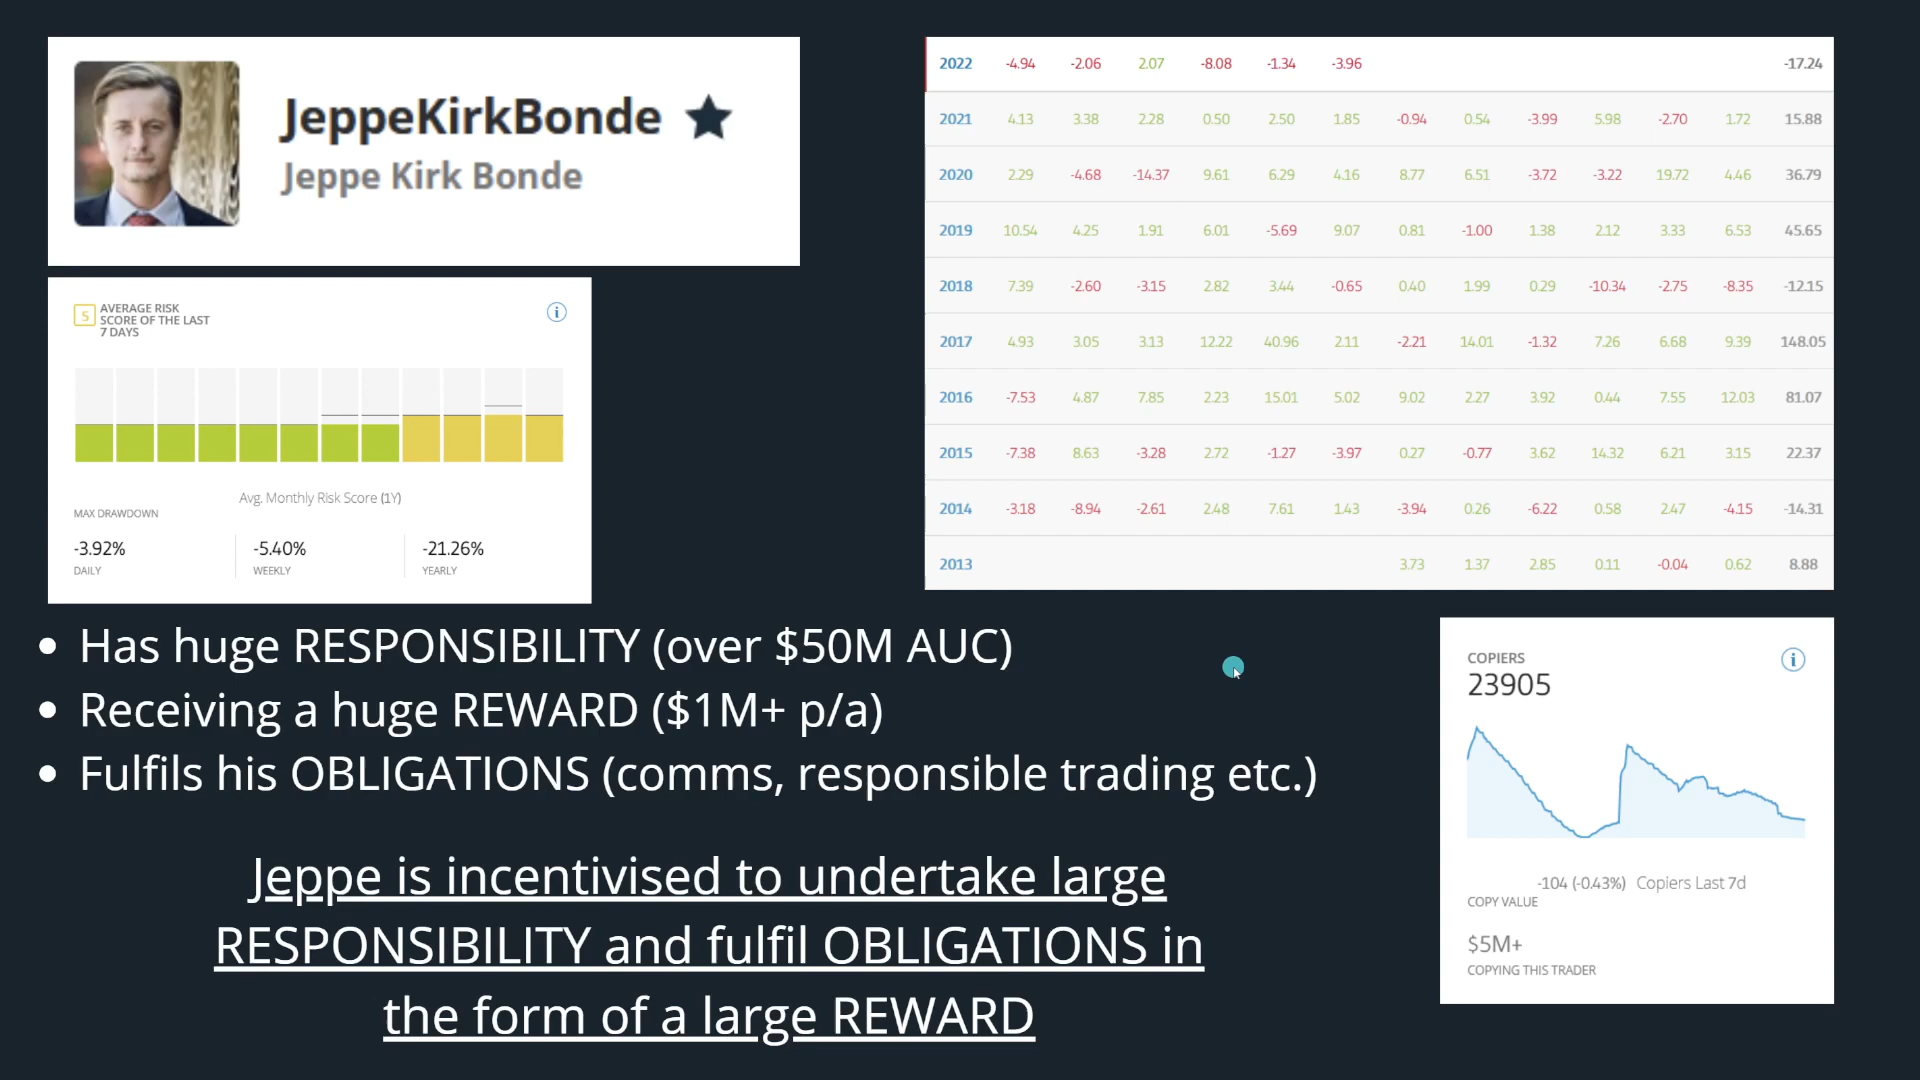 JeppeKirkBonde
Jeppe Kirk Bonde
5 AVERAGE RISK
SCORE OF THE LAST
7 DAYS
Avg. Monthly Risk Score (1Y)
MAX DRAWDOWN
-3.92% -5.40% -21.26%
DAILY WEEKLY YEARLY
2022 -4.94 -2.06 2.07 -8.08 -1.34 -3.96 -17.24
2021 4.13 3.38 2.28 0.50 2.50 1.85 -0.94 0.54 -3.99 5.98 -2.70 1.72 15.88
2020 2.29 -4.68 -14.37 9.61 6.29 4.16 8.77 6.51 -3.72 -3.22 19.72 4.46 36.79
2019 10.54 4.25 1.91 6.01 -5.69 9.07 0.81 -1.00 1.38 2.12 3.33 6.53 45.65
2018 7.39 -2.60 -3.15 2.82 3.44 -0.65 0.40 1.99 0.29 -10.34 -2.75 -8.35 -12.15
2017 4.93 3.05 3.13 12.22 40.96 2.11 -2.21 14.01 -1.32 7.26 6.68 9.39 148.05
2016 -7.53 4.87 7.85 2.23 15.01 5.02 9.02 2.27 3.92 0.44 7.55 12.03 81.07
2015 -7.38 8.63 -3.28 2.72 -1.27 -3.97 0.27 -0.77 3.62 14.32 6.21 3.15 22.37
2014 -3.18 -8.94 -2.61 2.48 7.61 1.43 -3.94 0.26 -6.22 0.58 2.47 -4.15 -14.31
2013 3.73 1.37 2.85 0.11 -0.04 0.62 8.88
• Has huge RESPONSIBILITY (over $50M AUC)
• Receiving a huge REWARD ($1M+ p/a)
• Fulfils his OBLIGATIONS (comms, responsible trading etc.)
Jeppe is incentivised to undertake large
RESPONSIBILITY and fulfil OBLIGATIONS in
the form of a large REWARD
COPIERS
23905
-104 (-0.43%) Copiers Last 7d
COPY VALUE
$5M+
COPYING THIS TRADER